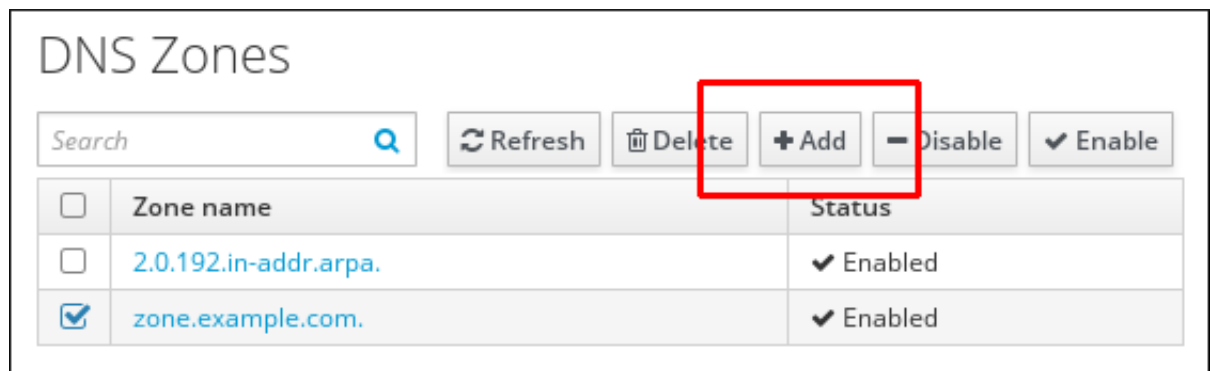 DNS Zones
Search Refresh Delete Add Disable Enable
Zone name Status
2.0.192.in-addr.arpa. Enabled
zone.example.com. Enabled